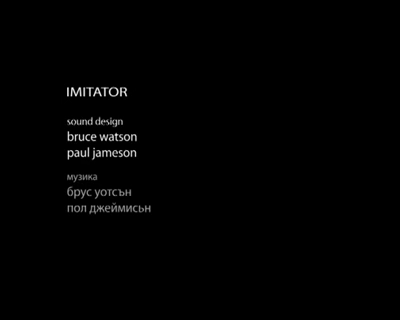 IMITATOR
sound design
bruce watson
paul jameson
музика
брус уотсън
пол джеймисън